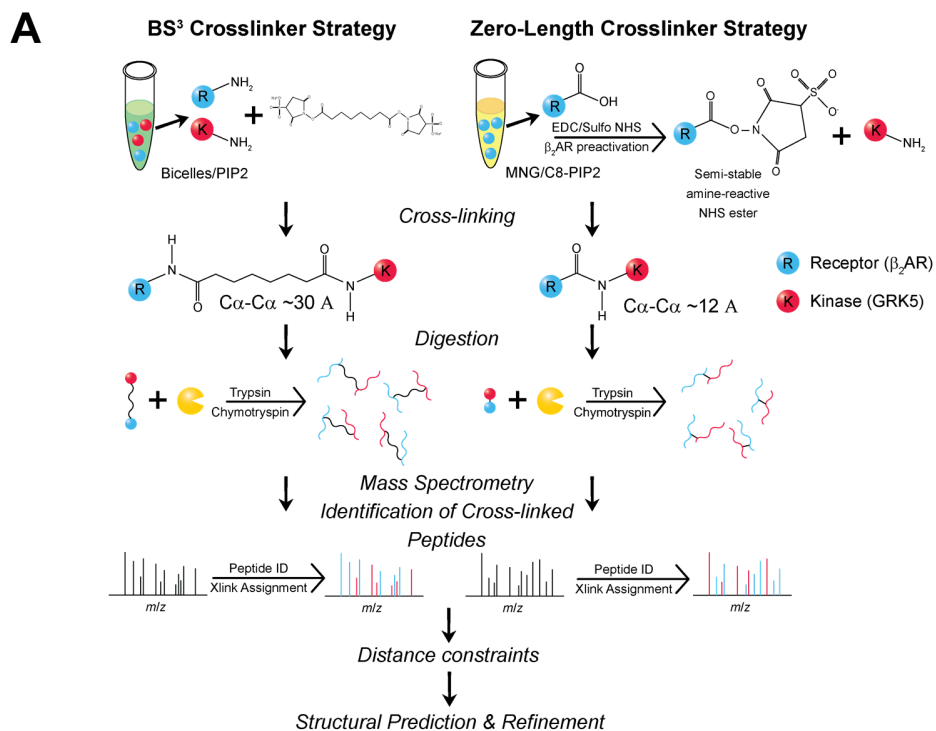 A
BS³ Crosslinker Strategy
Zero-Length Crosslinker Strategy
R
NH₂
K
NH₂
+
Bicelles/PIP2
R
O
OH
EDC/Sulfo NHS
β₂AR preactivation
MNG/C8-PIP2
R
O
O
N
O
O
O
S
O
O⁻
+
K
NH₂
Semi-stable
amine-reactive
NHS ester
Cross-linking
H
N
R
O
O
N
H
K
Cα-Cα ~30 A
O
R
N
H
K
Cα-Cα ~12 A
R Receptor (β₂AR)
K Kinase (GRK5)
Digestion
+
Trypsin
Chymotryspin
+
Trypsin
Chymotryspin
Mass Spectrometry
Identification of Cross-linked
Peptides
Peptide ID
Xlink Assignment
m/z
m/z
Peptide ID
Xlink Assignment
m/z
m/z
Distance constraints
Structural Prediction & Refinement